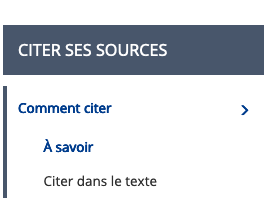 CITER SES SOURCES
Comment citer
À savoir
Citer dans le texte